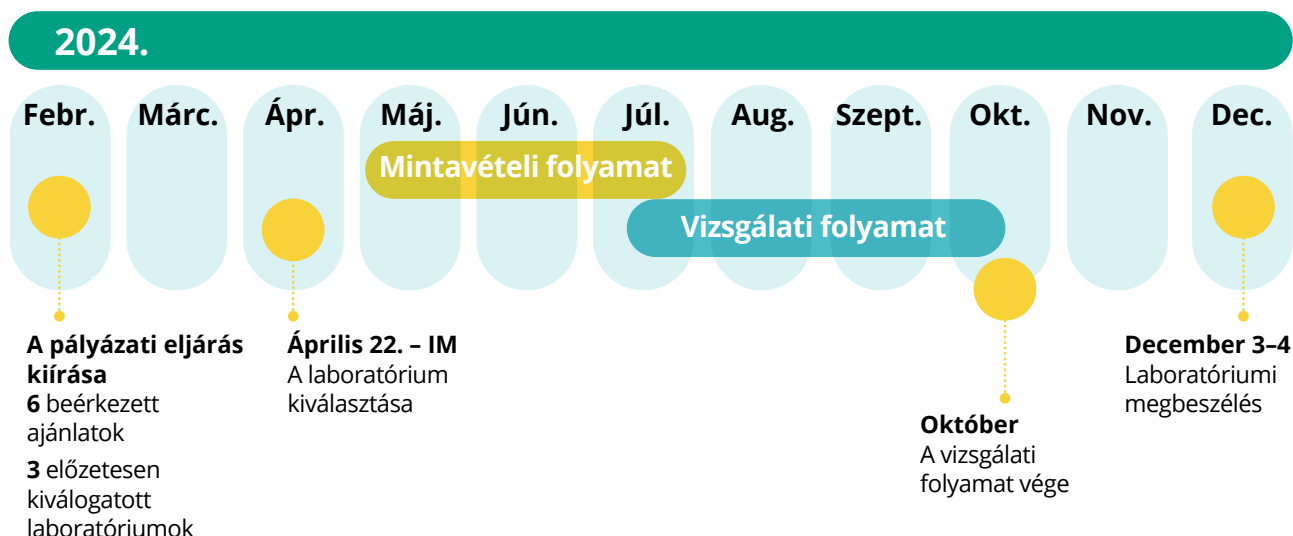 2024.
Febr. Márc. Ápr. Máj. Jún. Júl. Aug. Szept. Okt. Nov. Dec.
Mintavételi folyamat
Vizsgálati folyamat
A pályázati eljárás
kiírása
6 beérkezett
ajánlatok
3 előzetesen
kiválogatott
laboratóriumok
Április 22. – IM
A laboratórium
kiválasztása
Október
A vizsgálati
folyamat vége
December 3–4
Laboratóriumi
megbeszélés